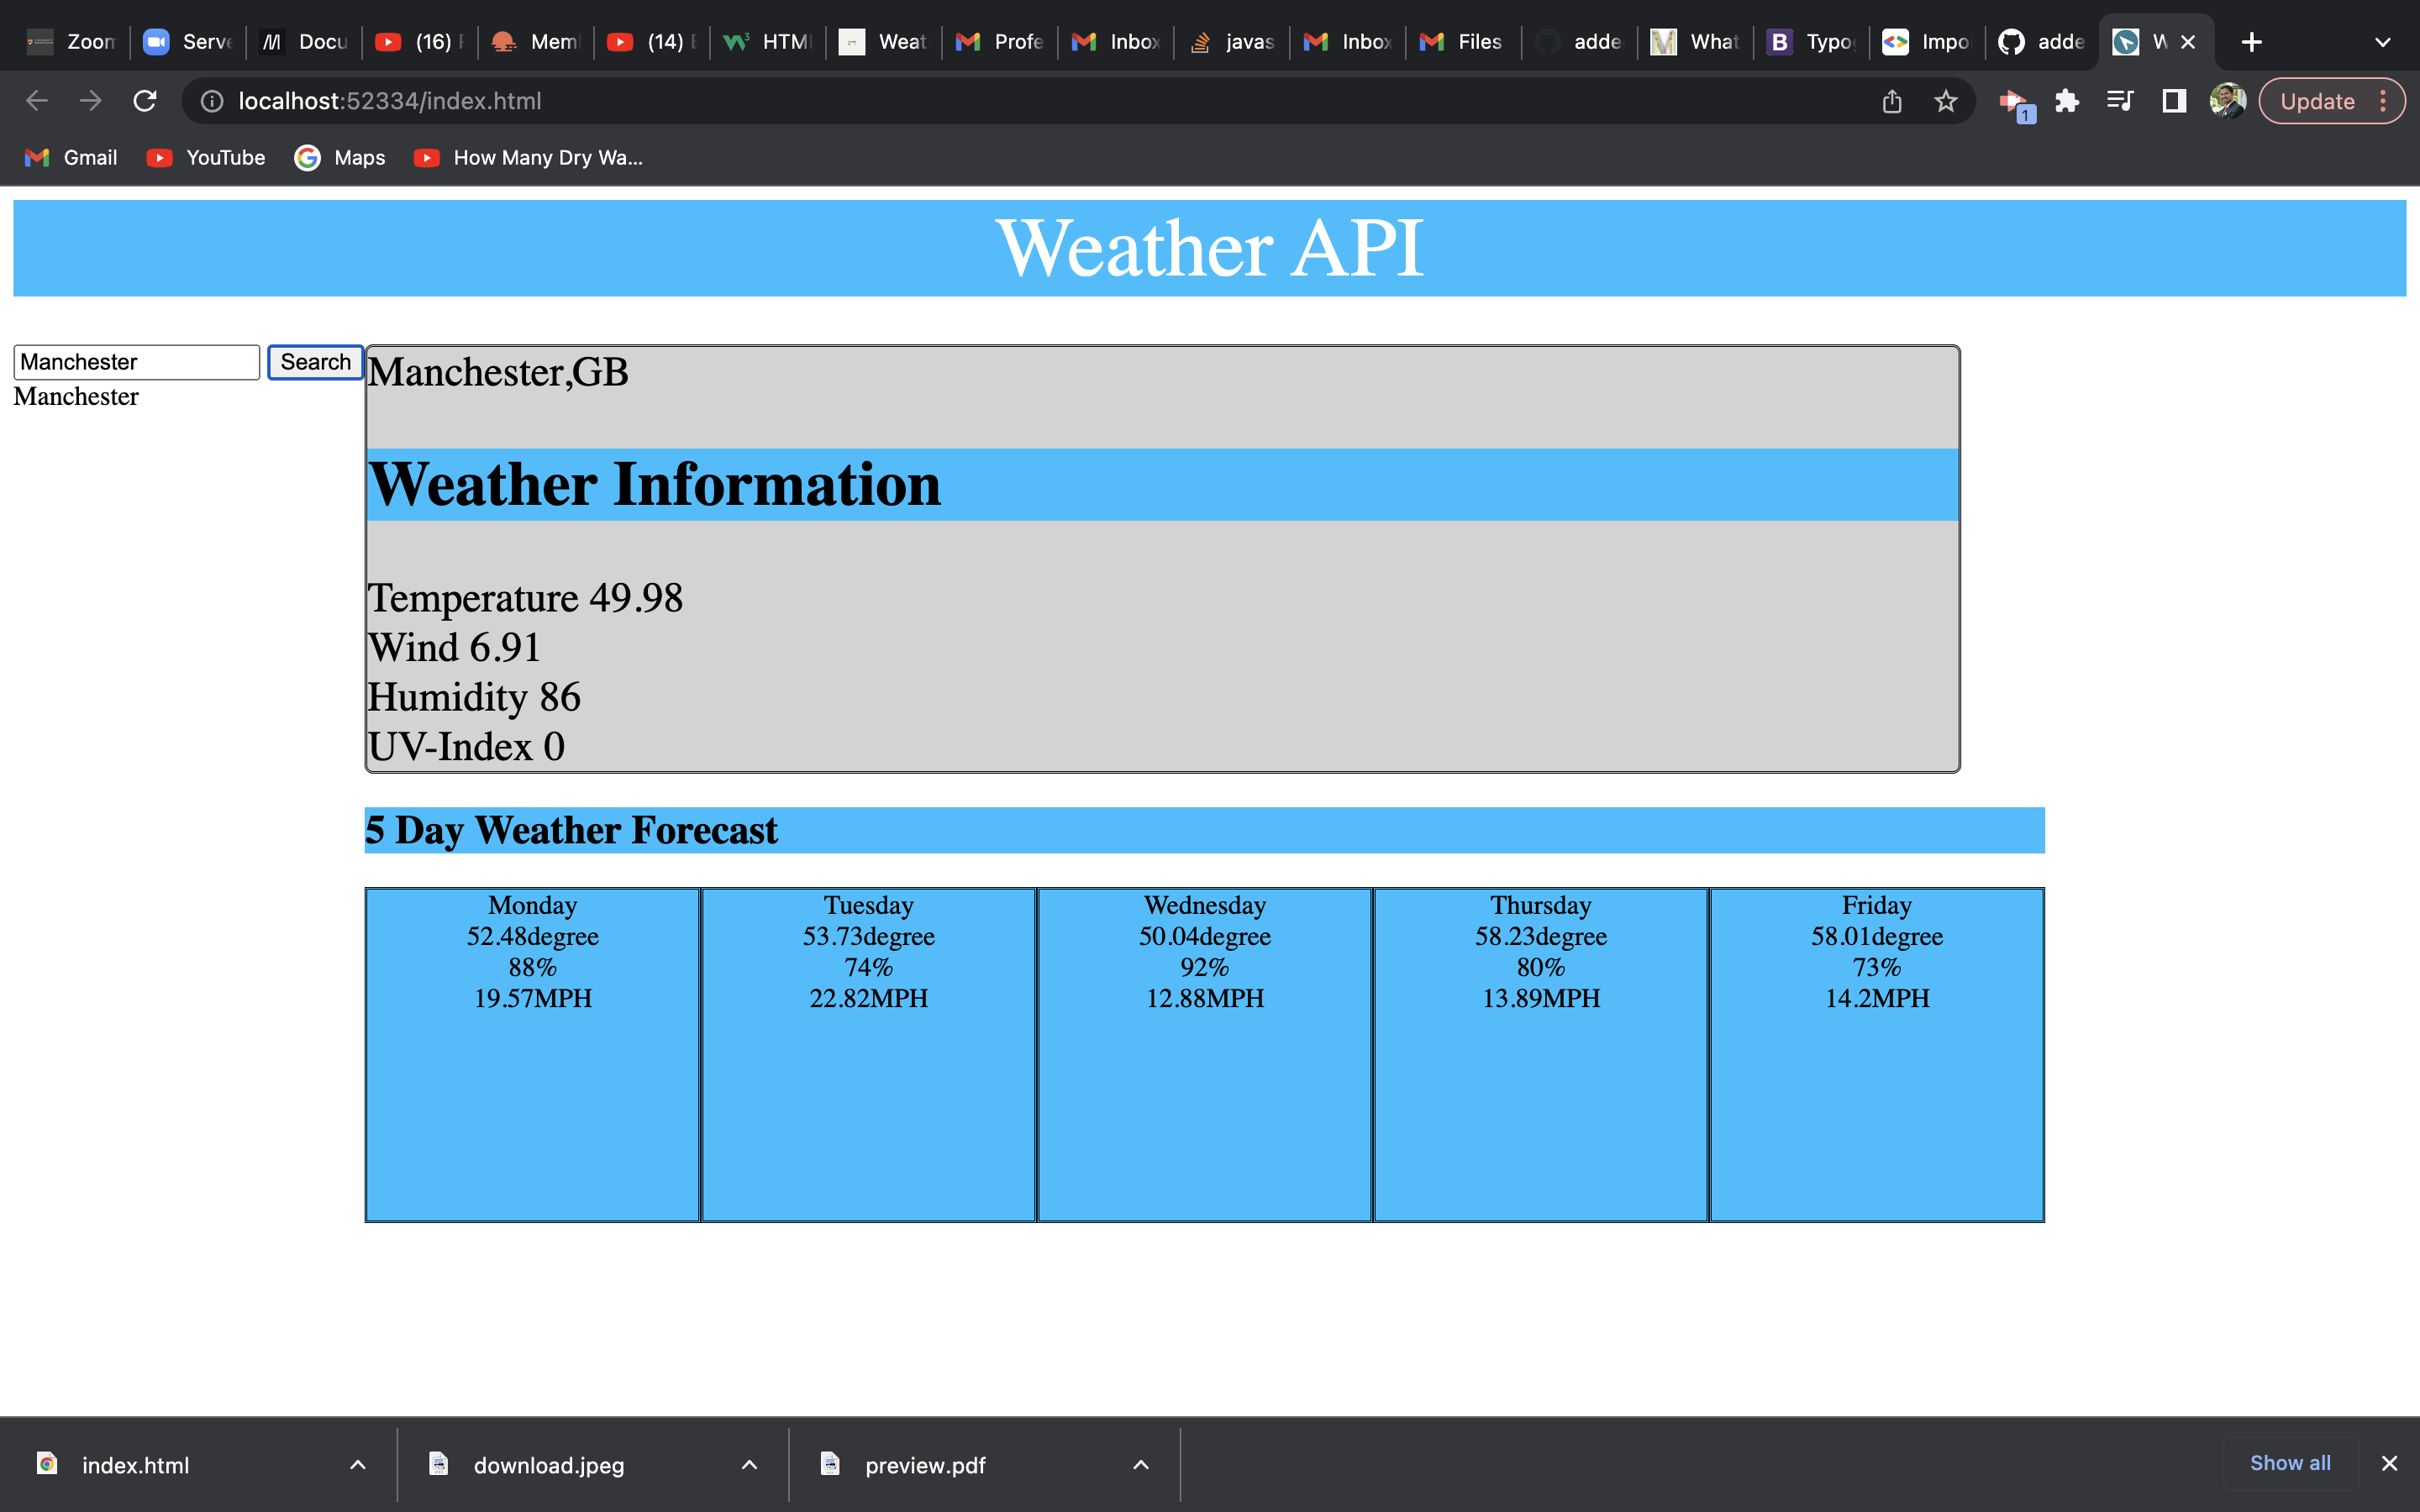 Zoom Serve Docu (16) Mem (14) HTM Weat Profe Inbox javas Inbox Files adde What Typo Impo adde W
localhost:52334/index.html
1
Update
Gmail YouTube Maps How Many Dry Wa...
Weather API
Manchester Search
Manchester
Manchester,GB
Weather Information
Temperature 49.98
Wind 6.91
Humidity 86
UV-Index 0
5 Day Weather Forecast
Monday Tuesday Wednesday Thursday Friday
52.48degree 53.73degree 50.04degree 58.23degree 58.01degree
88% 74% 92% 80% 73%
19.57MPH 22.82MPH 12.88MPH 13.89MPH 14.2MPH
index.html download.jpeg preview.pdf Show all